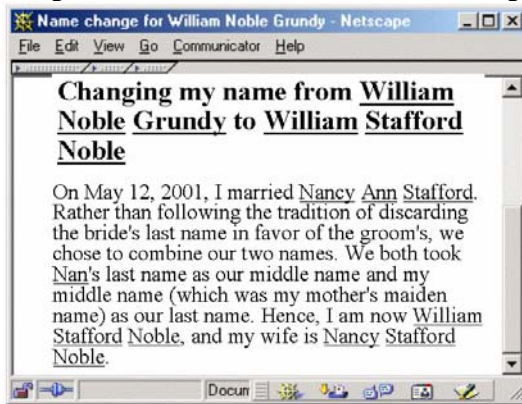 Name change for William Noble Grundy - Netscape
File Edit View Go Communicator Help
Changing my name from William
Noble Grundy to William Stafford
Noble
On May 12, 2001, I married Nancy Ann Stafford.
Rather than following the tradition of discarding
the bride's last name in favor of the groom's, we
chose to combine our two names. We both took
Nan's last name as our middle name and my
middle name (which was my mother's maiden
name) as our last name. Hence, I am now William
Stafford Noble, and my wife is Nancy Stafford
Noble.
Docun